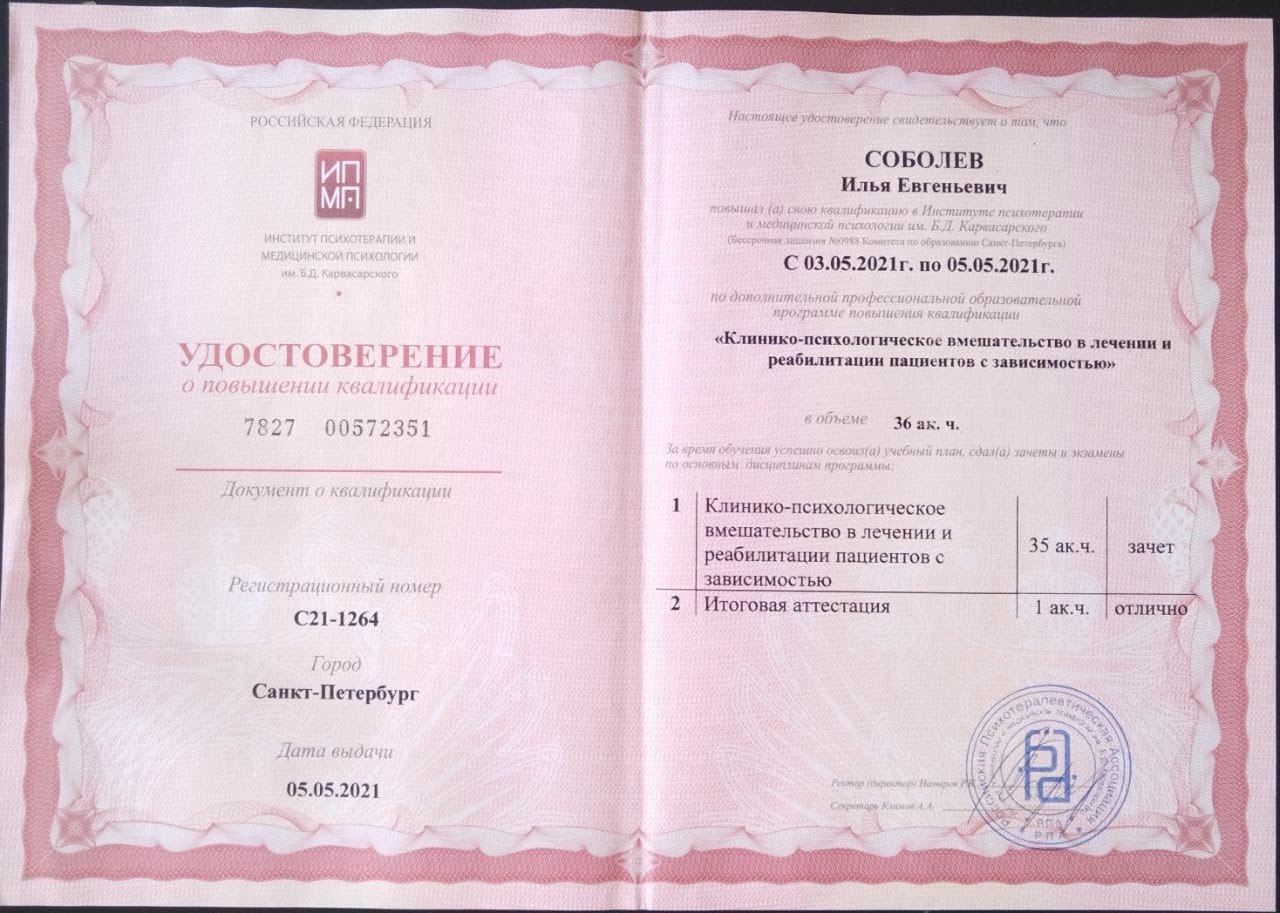 РОССИЙСКАЯ ФЕДЕРАЦИЯ
ИП
МП
ИНСТИТУТ ПСИХОТЕРАПИИ И
МЕДИЦИНСКОЙ ПСИХОЛОГИИ
им. Б.Д. Карвасарского
УДОСТОВЕРЕНИЕ
о повышении квалификации
7827 00572351
Документ о квалификации
Регистрационный номер
С21-1264
Город
Санкт-Петербург
Дата выдачи
05.05.2021
Настоящее удостоверение свидетельствует о том, что
СОБОЛЕВ
Илья Евгеньевич
повышал (а) свою квалификацию в Институте психотерапии
и медицинской психологии им. Б.Д. Карвасарского
(Бессрочная лицензия №0988 Комитета по образованию Санкт-Петербурга)
С 03.05.2021г. по 05.05.2021г.
по дополнительной профессиональной образовательной
программе повышения квалификации
«Клинико-психологическое вмешательство в лечении и
реабилитации пациентов с зависимостью»
в объеме 36 ак. ч.
За время обучения успешно освоил(а) учебный план, сдал(а) зачеты и экзамены
по основным дисциплинам программы:
1 Клинико-психологическое
вмешательство в лечении и
реабилитации пациентов с
зависимостью
35 ак.ч. зачет
2 Итоговая аттестация 1 ак.ч. отлично
Ректор (директор) Назыров Р.К.
Секретарь Климов А.А.
Российская Психотерапевтическая Ассоциация
РПА
РПА